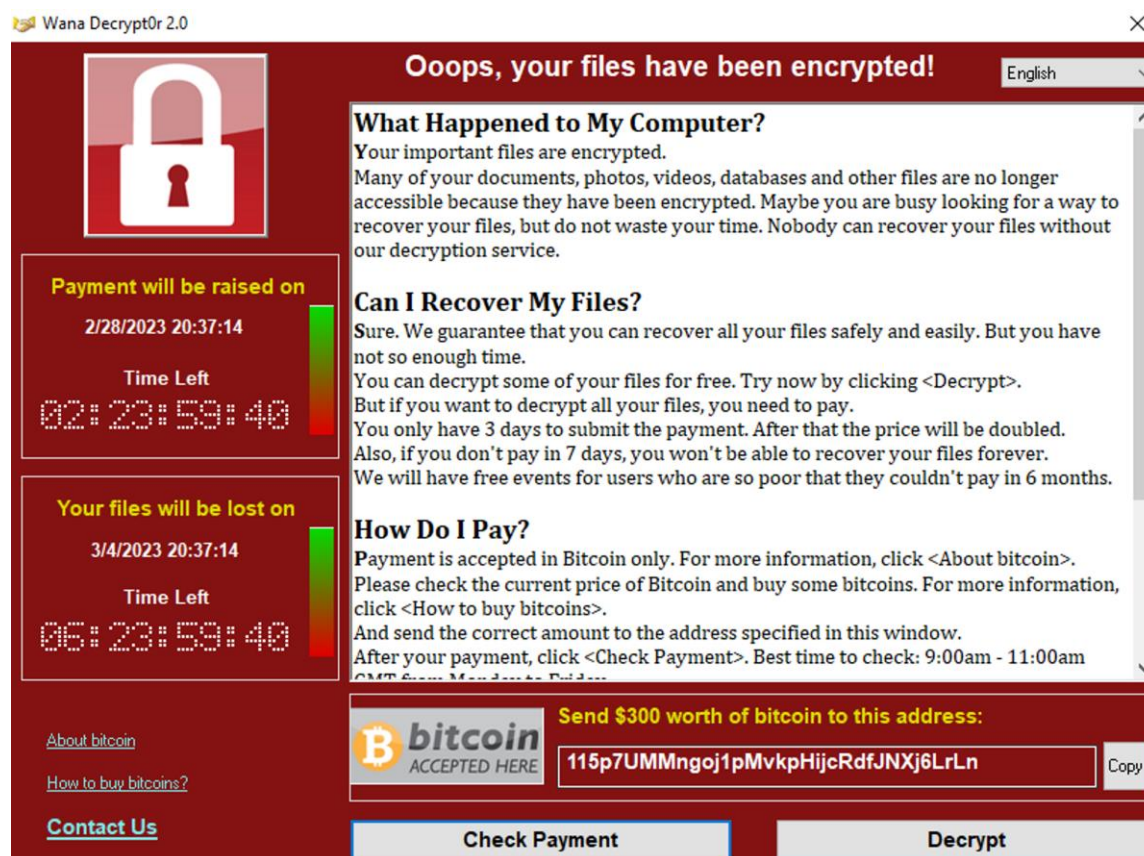 Wana Decrypt0r 2.0
Ooops, your files have been encrypted!
English
Payment will be raised on
2/28/2023 20:37:14
Time Left
02:23:59:40
Your files will be lost on
3/4/2023 20:37:14
Time Left
06:23:59:40
About bitcoin
How to buy bitcoins?
Contact Us
What Happened to My Computer?
Your important files are encrypted.
Many of your documents, photos, videos, databases and other files are no longer
accessible because they have been encrypted. Maybe you are busy looking for a way to
recover your files, but do not waste your time. Nobody can recover your files without
our decryption service.
Can I Recover My Files?
Sure. We guarantee that you can recover all your files safely and easily. But you have
not so enough time.
You can decrypt some of your files for free. Try now by clicking <Decrypt>.
But if you want to decrypt all your files, you need to pay.
You only have 3 days to submit the payment. After that the price will be doubled.
Also, if you don't pay in 7 days, you won't be able to recover your files forever.
We will have free events for users who are so poor that they couldn't pay in 6 months.
How Do I Pay?
Payment is accepted in Bitcoin only. For more information, click <About bitcoin>.
Please check the current price of Bitcoin and buy some bitcoins. For more information,
click <How to buy bitcoins>.
And send the correct amount to the address specified in this window.
After your payment, click <Check Payment>. Best time to check: 9:00am - 11:00am
GMT from Monday to Friday.
bitcoin
ACCEPTED HERE
Send $300 worth of bitcoin to this address:
115p7UMMngoj1pMvkpHijcRdfJNXj6LrLn
Copy
Check Payment
Decrypt